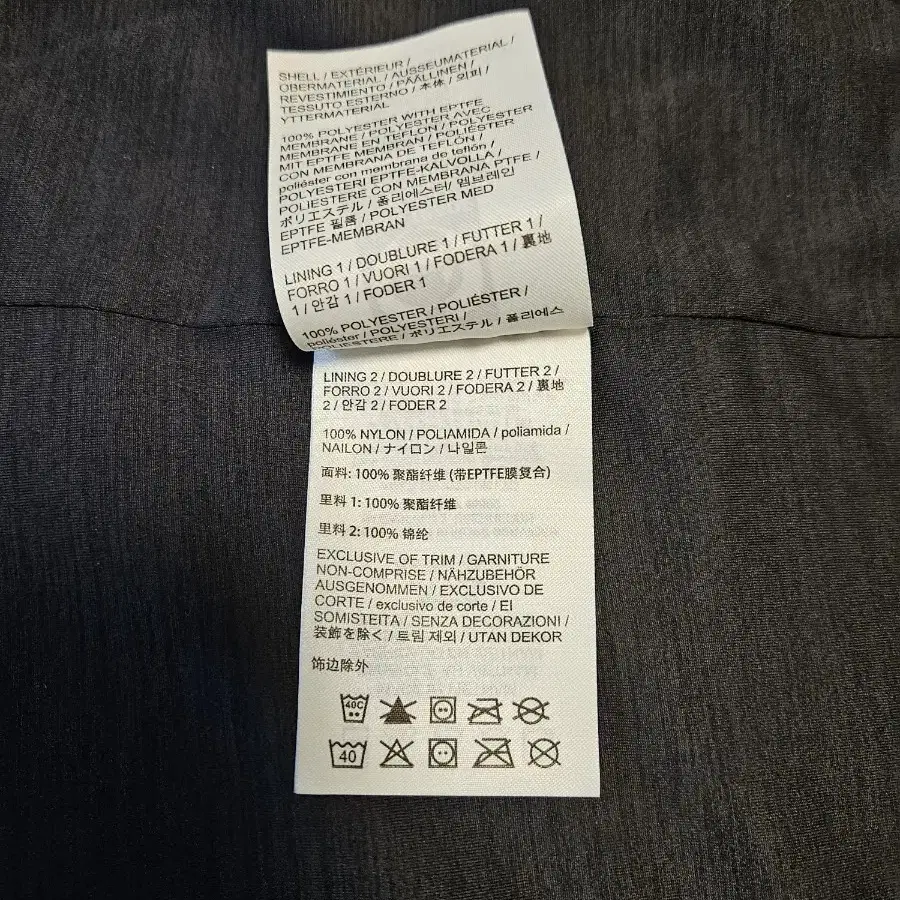 SHELL / EXTÉRIEUR /
OBERMATERIAL / AUSSEUMATERIAL /
REVESTIMIENTO / PÄÄLLINEN /
TESSUTO ESTERNO / 本体 / 외피 /
YTTERMATERIAL
100% POLYESTER WITH EPTFE
MEMBRANE / POLYESTER AVEC
MEMBRANE EN TEFLON / POLYESTER
MIT EPTFE MEMBRAN / POLIÉSTER
CON MEMBRANA DE TEFLÓN /
poliéster con membrana de teflón /
POLYESTERI EPTFE-KALVOLLA /
POLIESTERE CON MEMBRANA PTFE /
ポリエステル / 폴리에스터/ 멤브레인
EPTFE 필름 / POLYESTER MED
EPTFE-MEMBRAN
LINING 1 / DOUBLURE 1 / FUTTER 1 /
FORRO 1 / VUORI 1 / FODERA 1 / 裏地
1 / 안감 1 / FODER 1
100% POLYESTER / POLIÉSTER /
poliéster / POLYESTERI /
POLIESTERE / ポリエステル / 폴리에스
LINING 2 / DOUBLURE 2 / FUTTER 2 /
FORRO 2 / VUORI 2 / FODERA 2 / 裏地
2 / 안감 2 / FODER 2
100% NYLON / POLIAMIDA / poliamida /
NAILON / ナイロン / 나일론
面料: 100% 聚酯纤维 (带EPTFE膜复合)
里料 1: 100% 聚酯纤维
里料 2: 100% 锦纶
EXCLUSIVE OF TRIM / GARNITURE
NON-COMPRISE / NÄHZUBEHÖR
AUSGENOMMEN / EXCLUSIVO DE
CORTE / exclusivo de corte / EI
SOMISTEITA / SENZA DECORAZIONI /
装飾を除く / 트림 제외 / UTAN DEKOR
饰边除外
40C
40